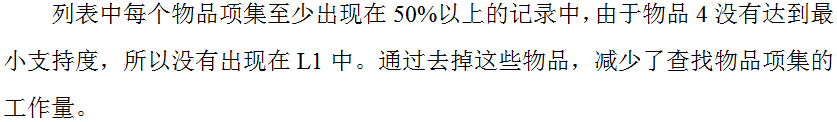 列表中每个物品项集至少出现在 50%以上的记录中，由于物品 4 没有达到最
小支持度，所以没有出现在 L1 中。通过去掉这些物品，减少了查找物品项集的
工作量。